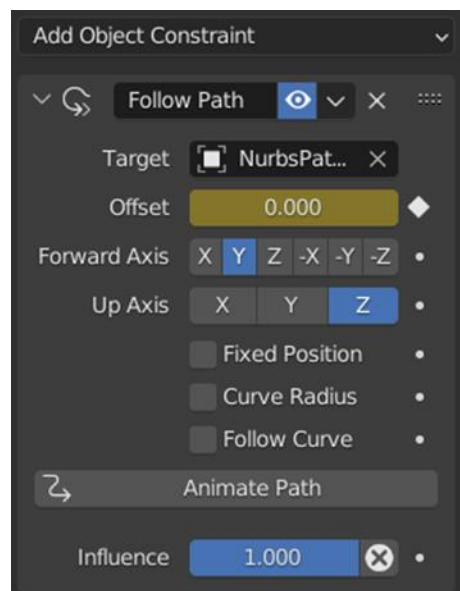 Add Object Constraint
Follow Path
Target NurbsPat...
Offset 0.000
Forward Axis X Y Z -X -Y -Z
Up Axis X Y Z
Fixed Position
Curve Radius
Follow Curve
Animate Path
Influence 1.000